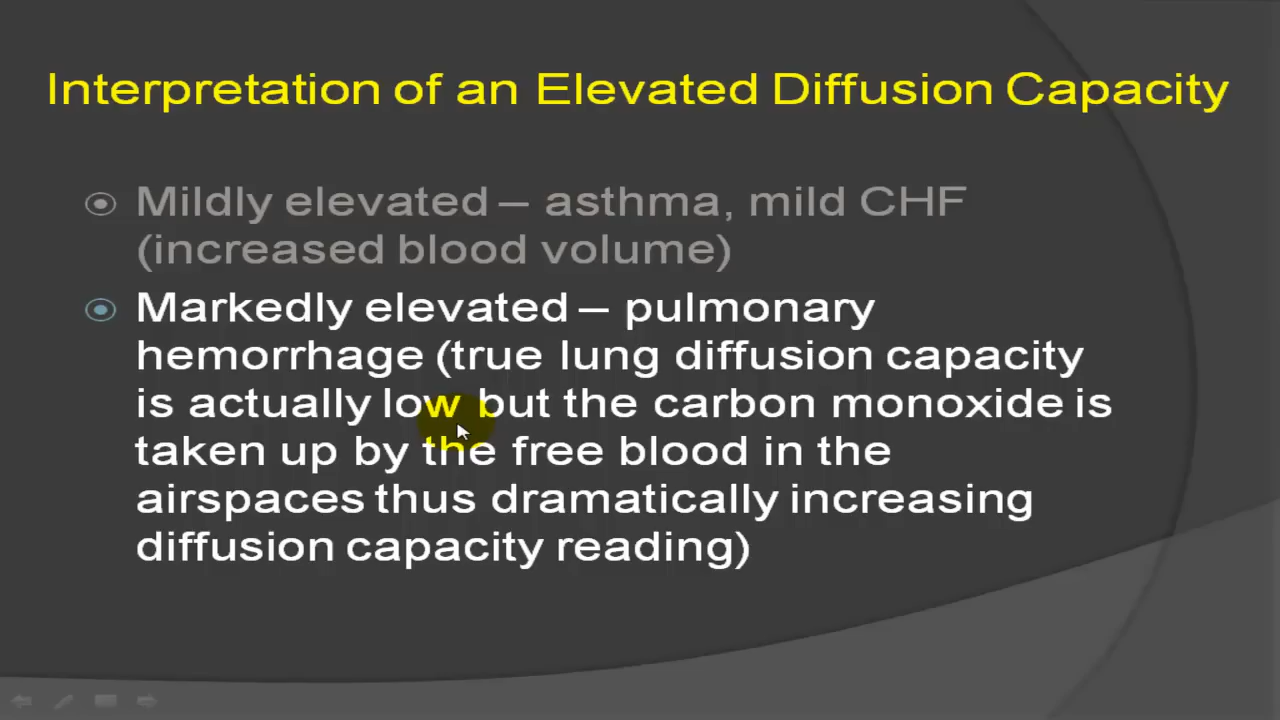 Interpretation of an Elevated Diffusion Capacity
Mildly elevated – asthma, mild CHF
(increased blood volume)
Markedly elevated – pulmonary
hemorrhage (true lung diffusion capacity
is actually low but the carbon monoxide is
taken up by the free blood in the
airspaces thus dramatically increasing
diffusion capacity reading)